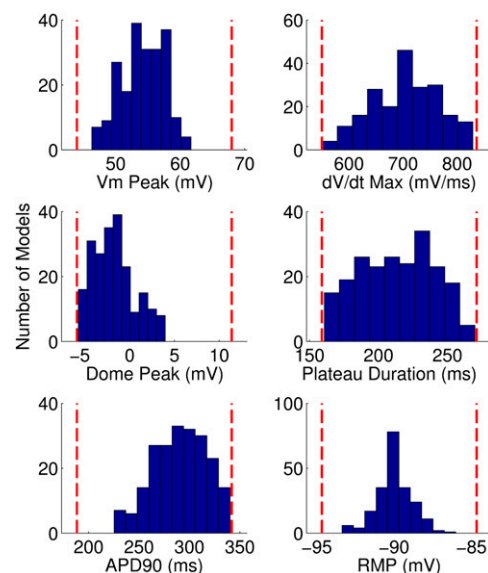 40
20
0
50 60 70
Vm Peak (mV)
60
40
20
0
600 700 800
dV/dt Max (mV/ms)
Number of Models
40
20
0
−5 0 5 10
Dome Peak (mV)
40
20
0
150 200 250
Plateau Duration (ms)
40
20
0
200 250 300 350
APD90 (ms)
100
50
0
−95 −90 −85
RMP (mV)